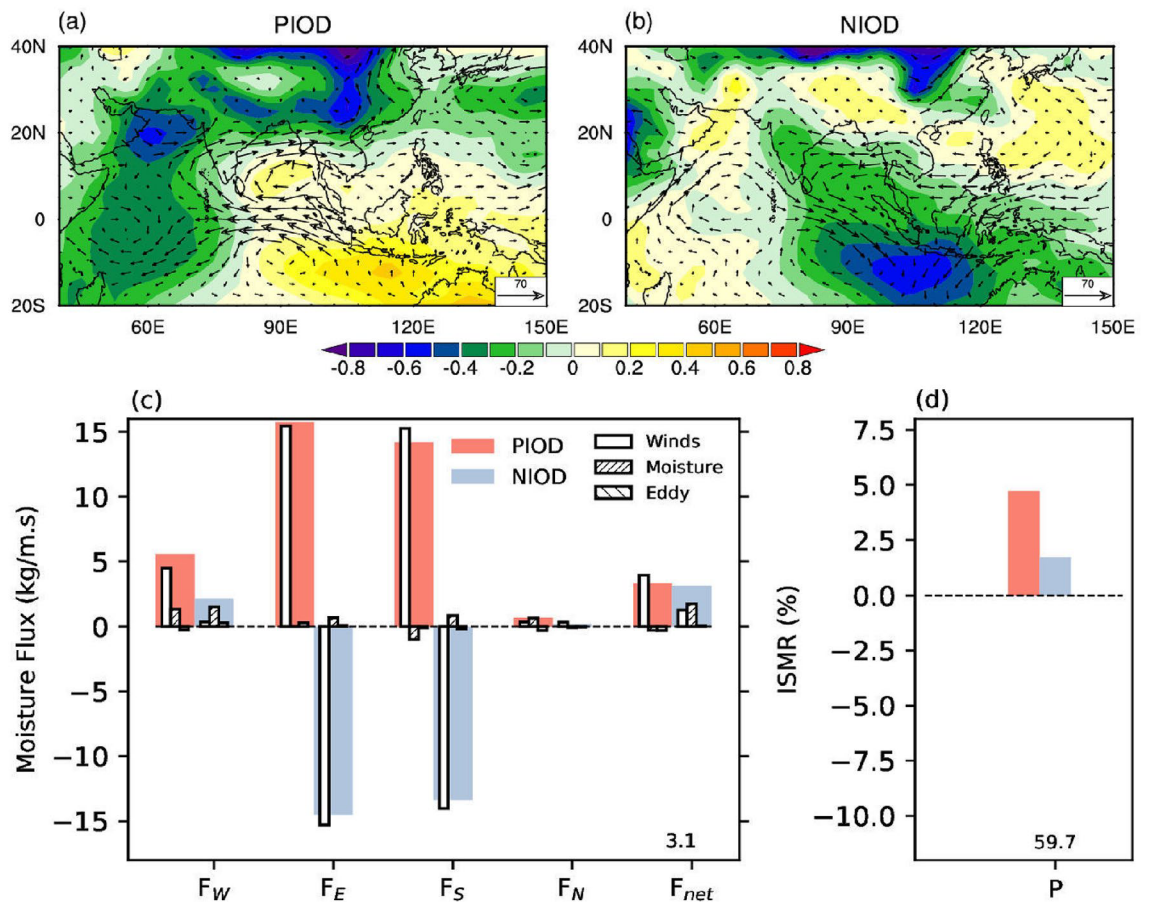 (a) PIOD
(b) NIOD
40N
20N
0
20S
60E 90E 120E 150E
70
40N
20N
0
20S
60E 90E 120E 150E
70
-0.8 -0.6 -0.4 -0.2 0 0.2 0.4 0.6 0.8
(c)
Moisture Flux (kg/m.s)
15
10
5
0
−5
−10
−15
PIOD
NIOD
Winds
Moisture
Eddy
3.1
F_W F_E F_S F_N F_net
(d)
ISMR (%)
7.5
5.0
2.5
0.0
−2.5
−5.0
−7.5
−10.0
59.7
P